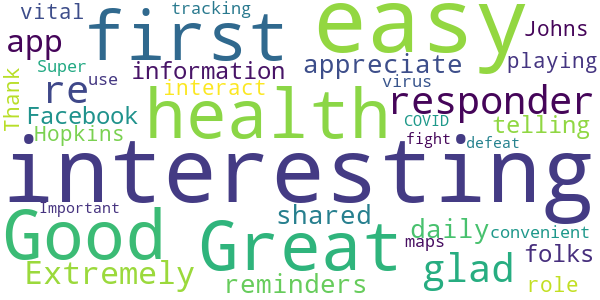 vital
tracking
first
easy
Johns
app
Super
information
appreciate
playing
Thank
re
use
interact
virus
responder
Facebook
health
COVID
telling
Hopkins
fight
defeat
interesting
Important
Good
Great
shared
daily
convenient
maps
folks
Extremely
reminders
glad
role